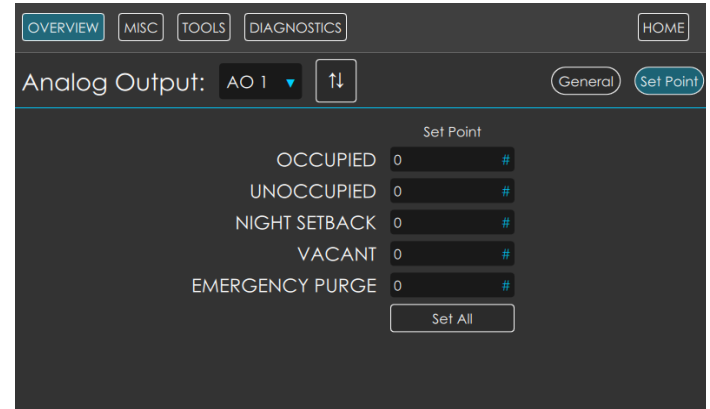 OVERVIEW MISC TOOLS DIAGNOSTICS HOME
Analog Output: AO 1 ▼ ↑↓ General Set Point
Set Point
OCCUPIED 0 #
UNOCCUPIED 0 #
NIGHT SETBACK 0 #
VACANT 0 #
EMERGENCY PURGE 0 #
Set All